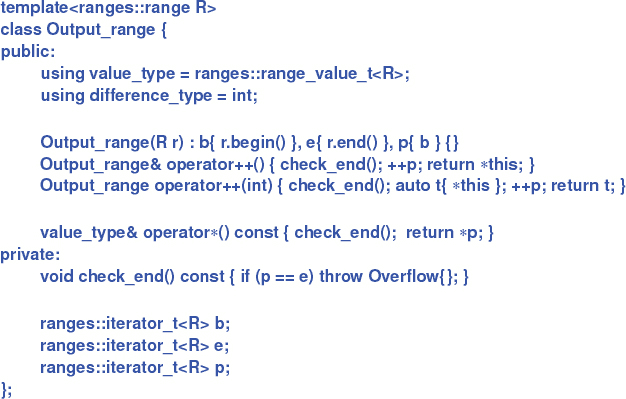 template<ranges::range R>
class Output_range {
public:
using value_type = ranges::range_value_t<R>;
using difference_type = int;
Output_range(R r) : b{ r.begin() }, e{ r.end() }, p{ b } {}
Output_range& operator++() { check_end(); ++p; return *this; }
Output_range operator++(int) { check_end(); auto t{ *this }; ++p; return t; }
value_type& operator*() const { check_end(); return *p; }
private:
void check_end() const { if (p == e) throw Overflow{}; }
ranges::iterator_t<R> b;
ranges::iterator_t<R> e;
ranges::iterator_t<R> p;
};